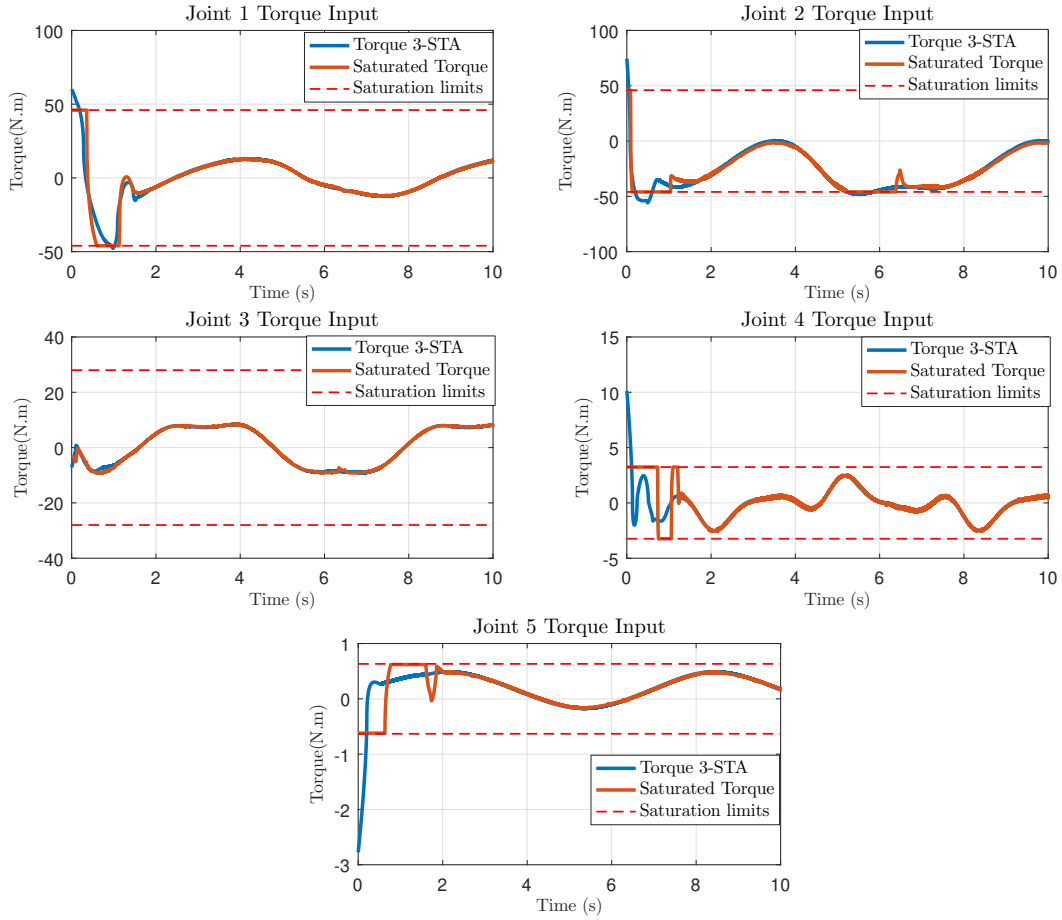 Joint 1 Torque Input
100
50
0
-50
Torque(N.m)
0 2 4 6 8 10
Time (s)
Torque 3-STA
Saturated Torque
Saturation limits
Joint 2 Torque Input
100
50
0
-50
-100
Torque(N.m)
0 2 4 6 8 10
Time (s)
Torque 3-STA
Saturated Torque
Saturation limits
Joint 3 Torque Input
40
20
0
-20
-40
Torque(N.m)
0 2 4 6 8 10
Time (s)
Torque 3-STA
Saturated Torque
Saturation limits
Joint 4 Torque Input
15
10
5
0
-5
Torque(N.m)
0 2 4 6 8 10
Time (s)
Torque 3-STA
Saturated Torque
Saturation limits
Joint 5 Torque Input
1
0
-1
-2
-3
Torque(N.m)
0 2 4 6 8 10
Time (s)
Torque 3-STA
Saturated Torque
Saturation limits